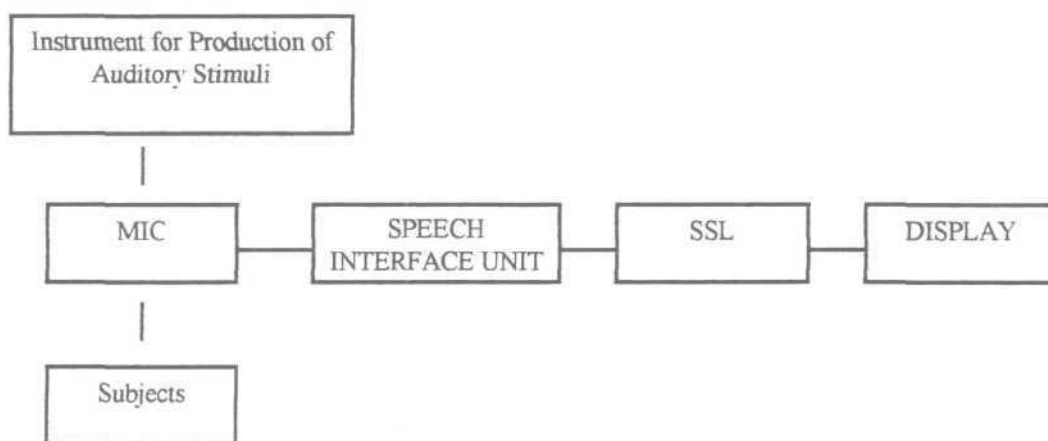 Instrument for Production of
Auditory Stimuli
MIC
SPEECH
INTERFACE UNIT
SSL
DISPLAY
Subjects